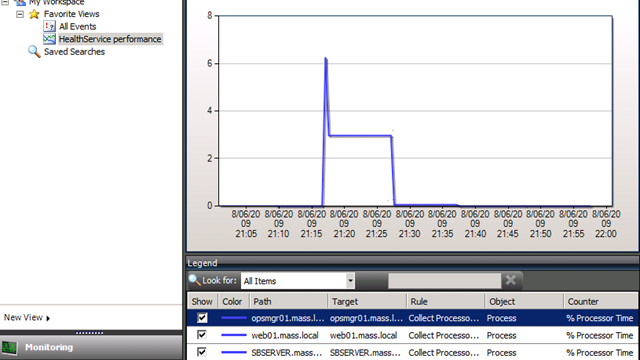 My Workspace
Favorite Views
All Events
HealthService performance
Saved Searches
New View
Monitoring
8
6
4
2
0
8/06/20 09 21:05
8/06/20 09 21:10
8/06/20 09 21:15
8/06/20 09 21:20
8/06/20 09 21:25
8/06/20 09 21:30
8/06/20 09 21:35
8/06/20 09 21:40
8/06/20 09 21:45
8/06/20 09 21:50
8/06/20 09 21:55
8/06/20 09 22:00
Legend
Look for: All Items
Show Color Path Target Rule Object Counter
opsmgr01.mass.l... opsmgr01.mass.l... Collect Processo... Process % Processor Time
web01.mass.local web01.mass.local Collect Processo... Process % Processor Time
SBSERVER.mass... SBSERVER.mass... Collect Processo... Process % Processor Time